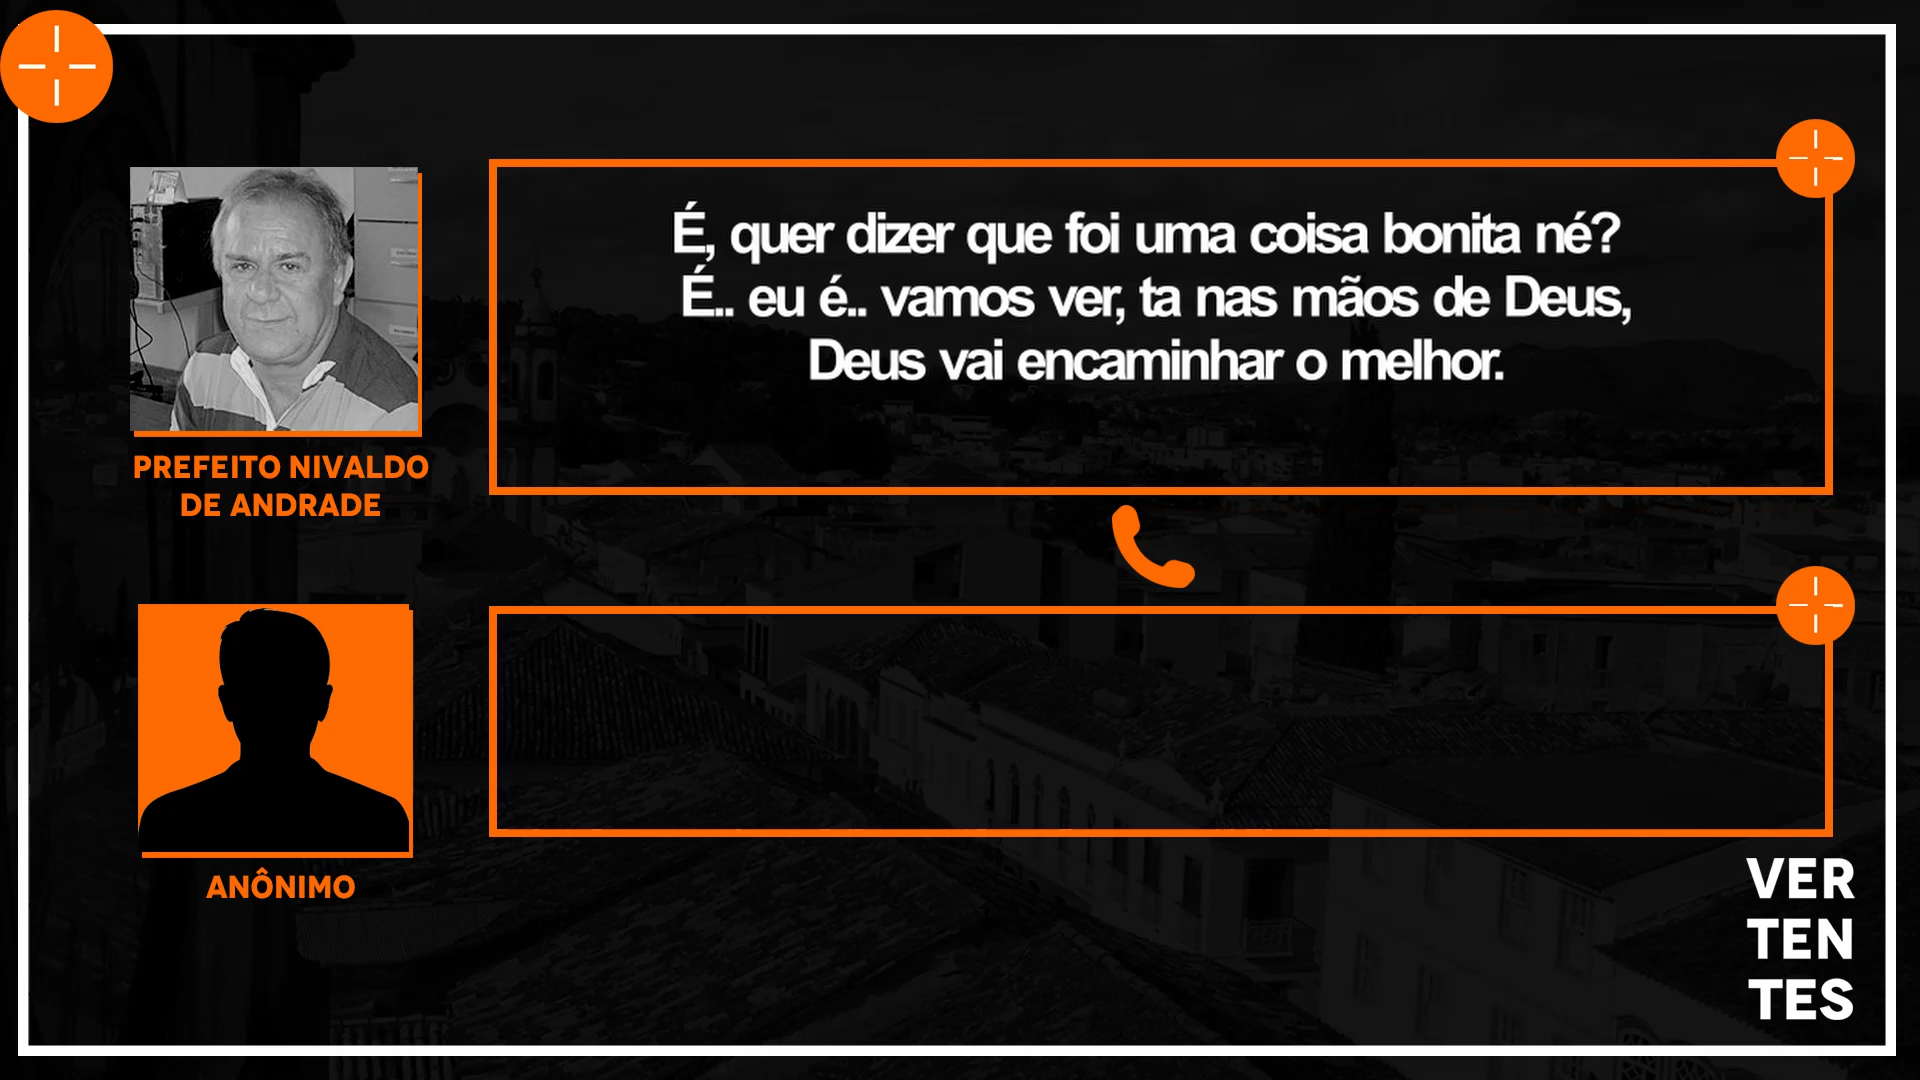 É, quer dizer que foi uma coisa bonita né?
É.. eu é.. vamos ver, ta nas mãos de Deus,
Deus vai encaminhar o melhor.
PREFEITO NIVALDO
DE ANDRADE
ANÔNIMO
VER
TEN
TES